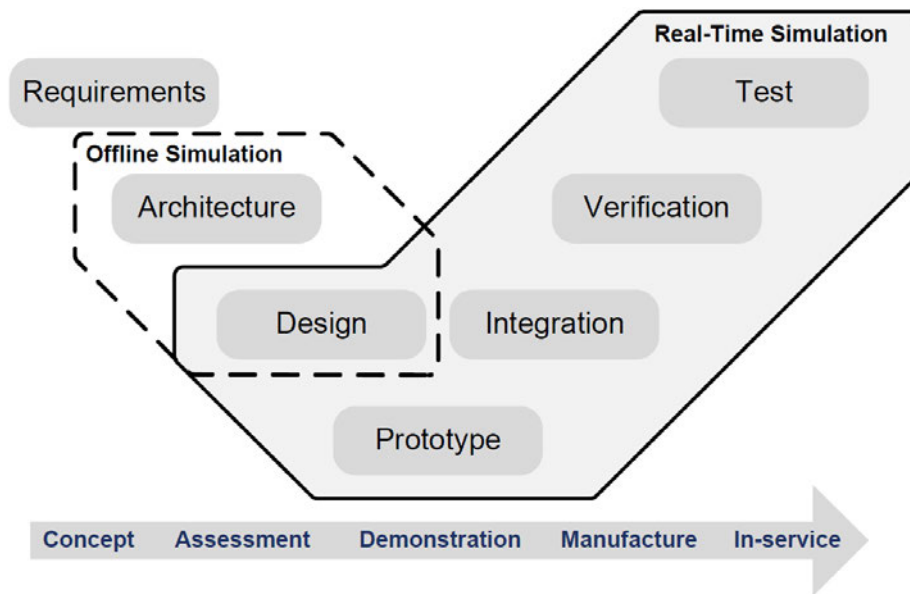 Real-Time Simulation
Requirements
Test
Offline Simulation
Architecture
Verification
Design
Integration
Prototype
Concept Assessment Demonstration Manufacture In-service